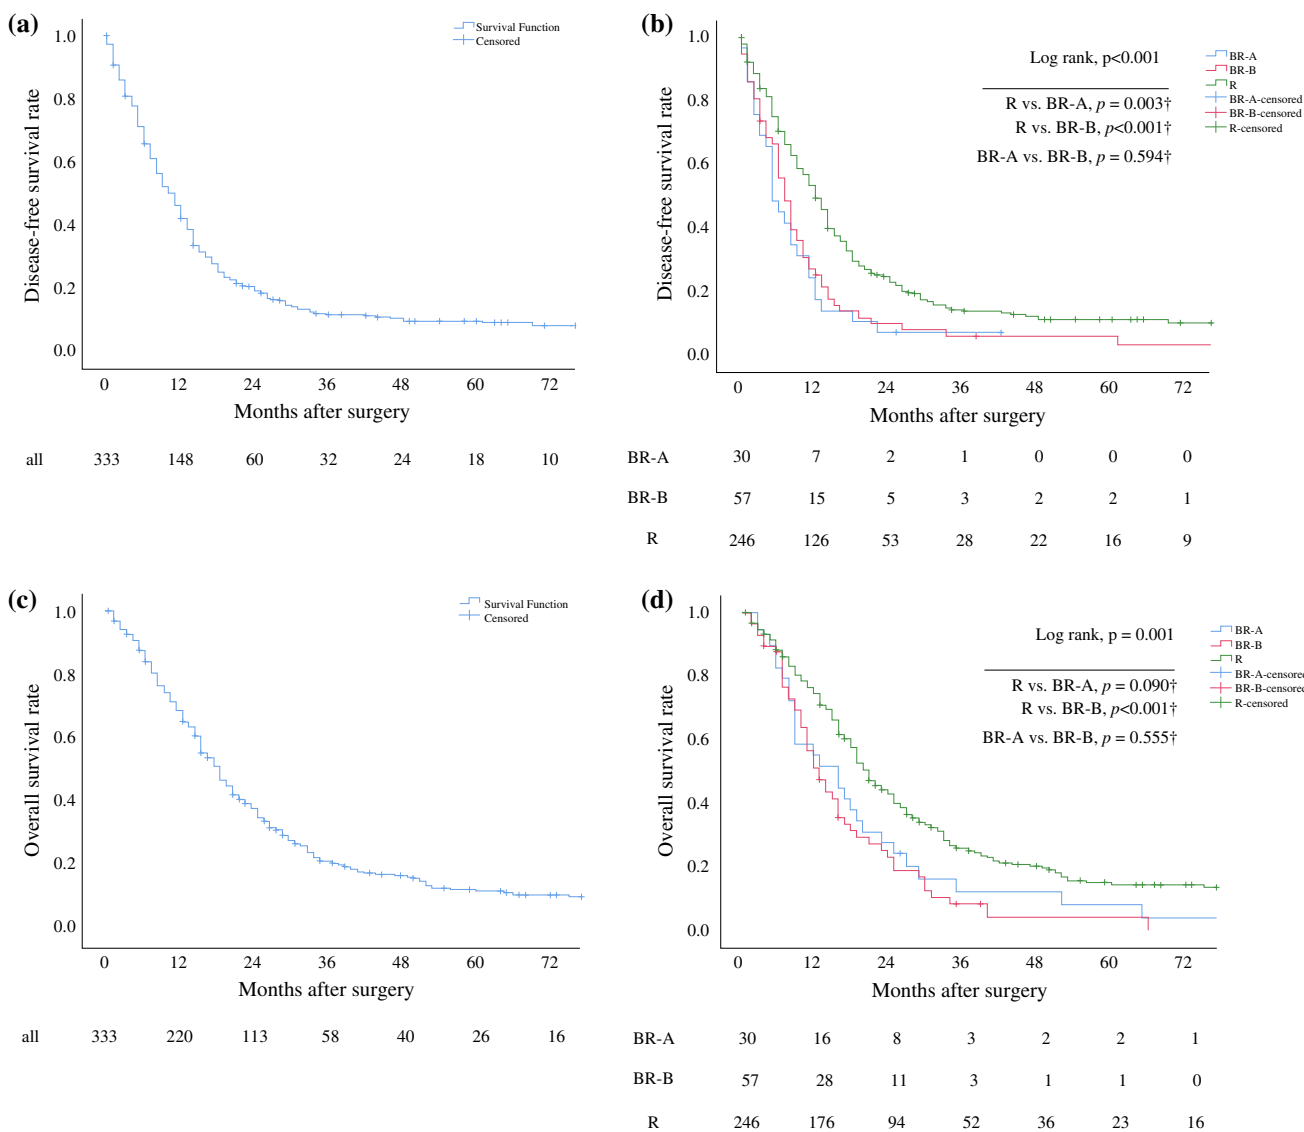 (a)
Survival Function
Censored
Disease-free survival rate
1.0
0.8
0.6
0.4
0.2
0.0
0 12 24 36 48 60 72
Months after surgery
all 333 148 60 32 24 18 10
(b)
Log rank, p<0.001
R vs. BR-A, p = 0.003†
R vs. BR-B, p<0.001†
BR-A vs. BR-B, p = 0.594†
BR-A
BR-B
R
BR-A-censored
BR-B-censored
R-censored
Disease-free survival rate
1.0
0.8
0.6
0.4
0.2
0.0
0 12 24 36 48 60 72
Months after surgery
BR-A 30 7 2 1 0 0 0
BR-B 57 15 5 3 2 2 1
R 246 126 53 28 22 16 9
(c)
Survival Function
Censored
Overall survival rate
1.0
0.8
0.6
0.4
0.2
0.0
0 12 24 36 48 60 72
Months after surgery
all 333 220 113 58 40 26 16
(d)
Log rank, p = 0.001
R vs. BR-A, p = 0.090†
R vs. BR-B, p<0.001†
BR-A vs. BR-B, p = 0.555†
BR-A
BR-B
R
BR-A-censored
BR-B-censored
R-censored
Overall survival rate
1.0
0.8
0.6
0.4
0.2
0.0
0 12 24 36 48 60 72
Months after surgery
BR-A 30 16 8 3 2 2 1
BR-B 57 28 11 3 1 1 0
R 246 176 94 52 36 23 16